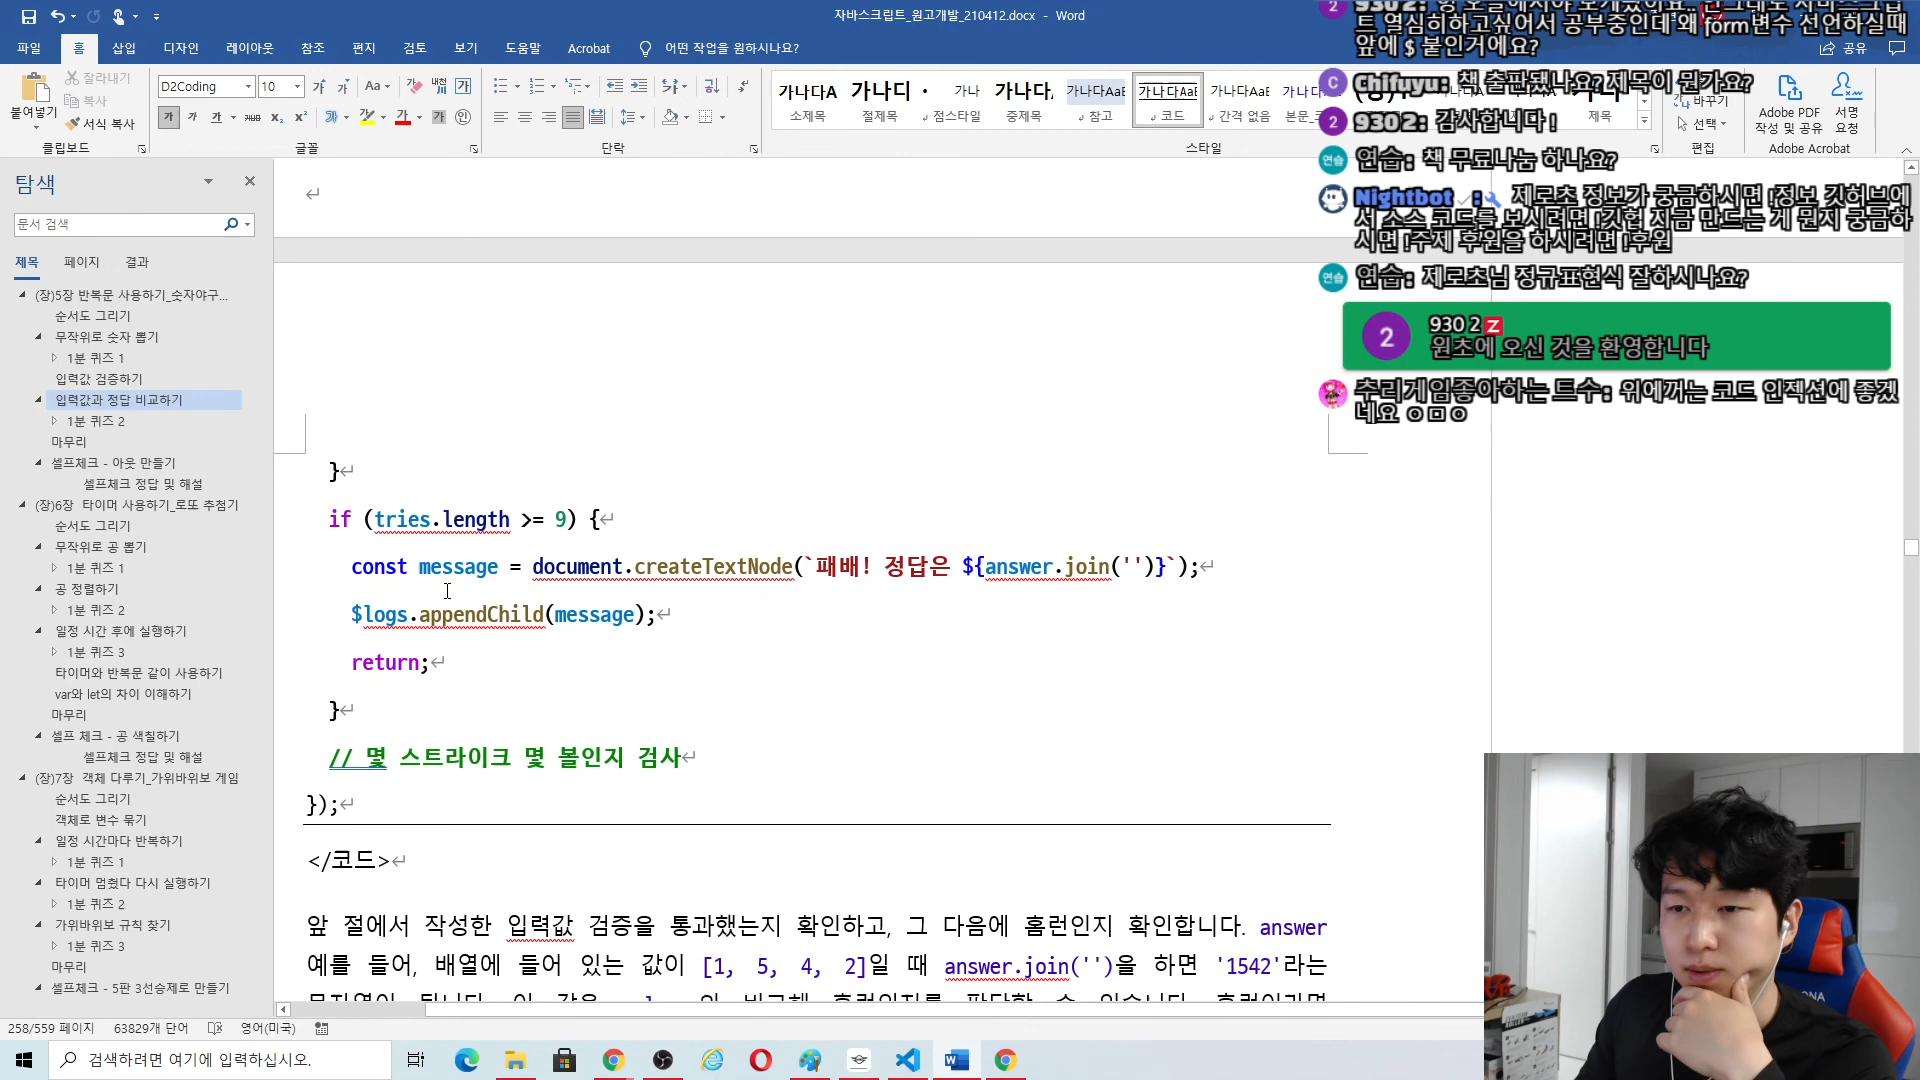 자바스크립트_원고개발_210412.docx - Word
파일 홈 삽입 디자인 레이아웃 참조 편지 검토 보기 도움말 Acrobat 어떤 작업을 원하시나요? 공유
붙여넣기 잘라내기 복사 서식 복사
D2Coding 10
가나다A 소제목
가나디 절제목
가나 점스타일
가나다, 중제목
가나다AaE 참고
가나다AaE 코드
가나다AaE 간격 없음
제목
바꾸기
선택
Adobe PDF 작성 및 공유
서명 요청
클립보드 글꼴 단락 스타일 편집 Adobe Acrobat
탐색
문서 검색
제목 페이지 결과
(장)5장 반복문 사용하기_숫자야구...
순서도 그리기
무작위로 숫자 뽑기
1분 퀴즈 1
입력값 검증하기
입력값과 정답 비교하기
1분 퀴즈 2
마무리
셀프체크 - 아웃 만들기
셀프체크 정답 및 해설
(장)6장 타이머 사용하기_로또 추첨기
순서도 그리기
무작위로 공 뽑기
1분 퀴즈 1
공 정렬하기
1분 퀴즈 2
일정 시간 후에 실행하기
1분 퀴즈 3
타이머와 반복문 같이 사용하기
var와 let의 차이 이해하기
마무리
셀프 체크 - 공 색칠하기
셀프체크 정답 및 해설
(장)7장 객체 다루기_가위바위보 게임
순서도 그리기
객체로 변수 묶기
일정 시간마다 반복하기
1분 퀴즈 1
타이머 멈췄다 다시 실행하기
1분 퀴즈 2
가위바위보 규칙 찾기
1분 퀴즈 3
마무리
셀프체크 - 5판 3선승제로 만들기
}
if (tries.length >= 9) {
const message = document.createTextNode(`패배! 정답은 ${answer.join('')}`);
$logs.appendChild(message);
return;
}
// 몇 스트라이크 몇 볼인지 검사
});
</코드>
앞 절에서 작성한 입력값 검증을 통과했는지 확인하고, 그 다음에 홈런인지 확인합니다. answer
예를 들어, 배열에 들어 있는 값이 [1, 5, 4, 2]일 때 answer.join('')을 하면 '1542'라는
트 열심히하고싶어서 공부중인데 왜 form변수 선언하실때
앞에 $ 붙인거에요?
Chifuyu: 책 출판됐나요? 제목이 뭔가요?
930 2: 감사합니다!
연습: 책 무료나눔 하나요?
Nightbot: 제로초 정보가 궁금하시면 !정보 깃허브에
서 소스 코드를 보시려면 !깃헙 지금 만드는 게 뭔지 궁금하
시면 !주제 후원을 하시려면 !후원
연습: 제로초님 정규표현식 잘하시나요?
2 930 2
원초에 오신 것을 환영합니다
추리게임좋아하는 트수: 위에꺼는 코드 인젝션에 좋겠
네요 ㅇㅁㅇ
258/559 페이지 63829개 단어 영어(미국)
검색하려면 여기에 입력하십시오.